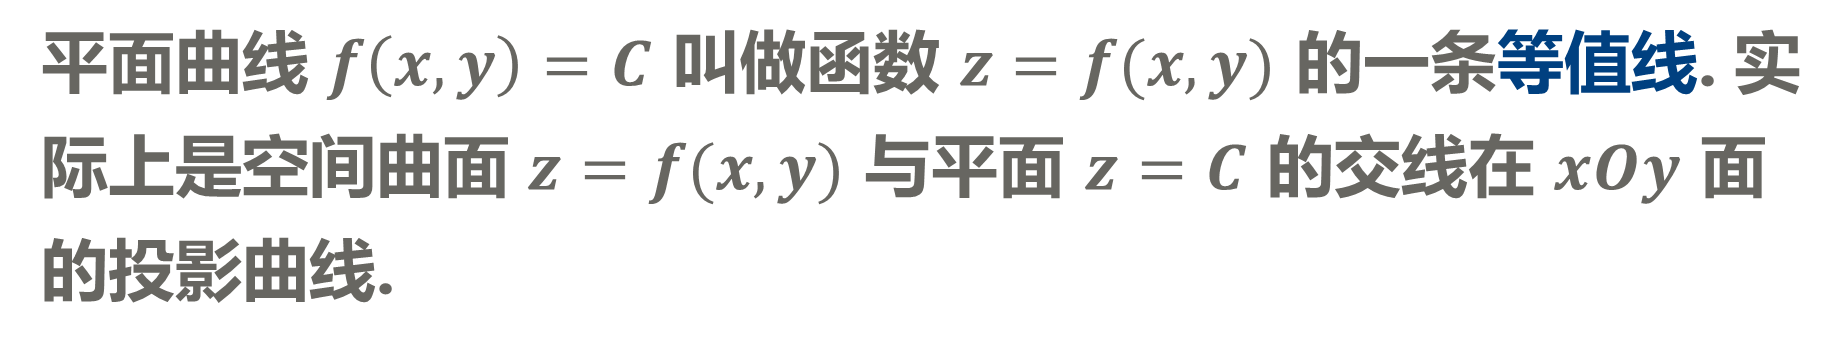 平面曲线 f(x,y) = C 叫做函数 z = f(x,y) 的一条等值线. 实
际上是空间曲面 z = f(x,y) 与平面 z = C 的交线在 xOy 面
的投影曲线.